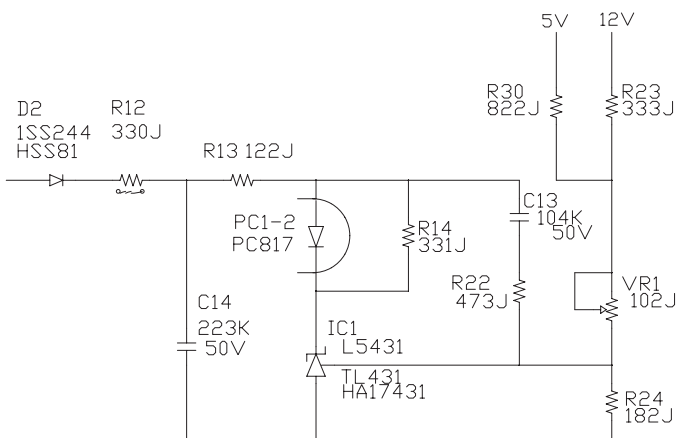 5V
12V
R30
822J
R23
333J
D2
1SS244
HSS81
R12
330J
R13 122J
C13
104K
50V
PC1-2
PC817
R14
331J
R22
473J
VR1
102J
C14
223K
50V
IC1
L5431
TL431
HA17431
R24
182J